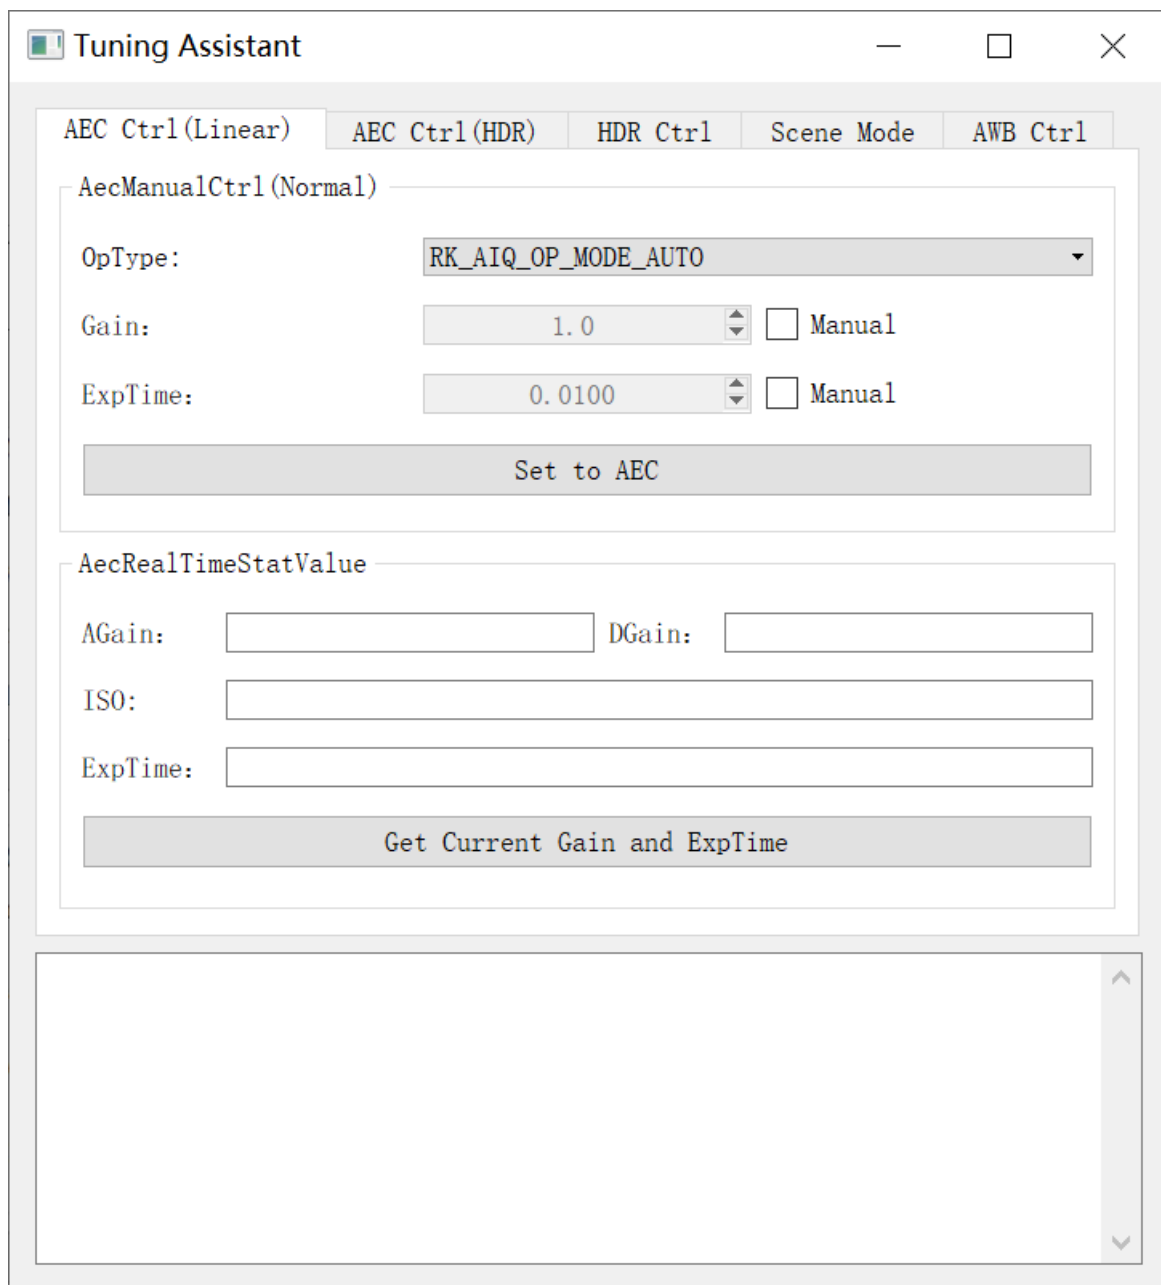 Tuning Assistant
AEC Ctrl(Linear) AEC Ctrl(HDR) HDR Ctrl Scene Mode AWB Ctrl
AecManualCtrl(Normal)
OpType: RK_AIQ_OP_MODE_AUTO
Gain: 1.0 Manual
ExpTime: 0.0100 Manual
Set to AEC
AecRealTimeStatValue
AGain: DGain:
ISO:
ExpTime:
Get Current Gain and ExpTime